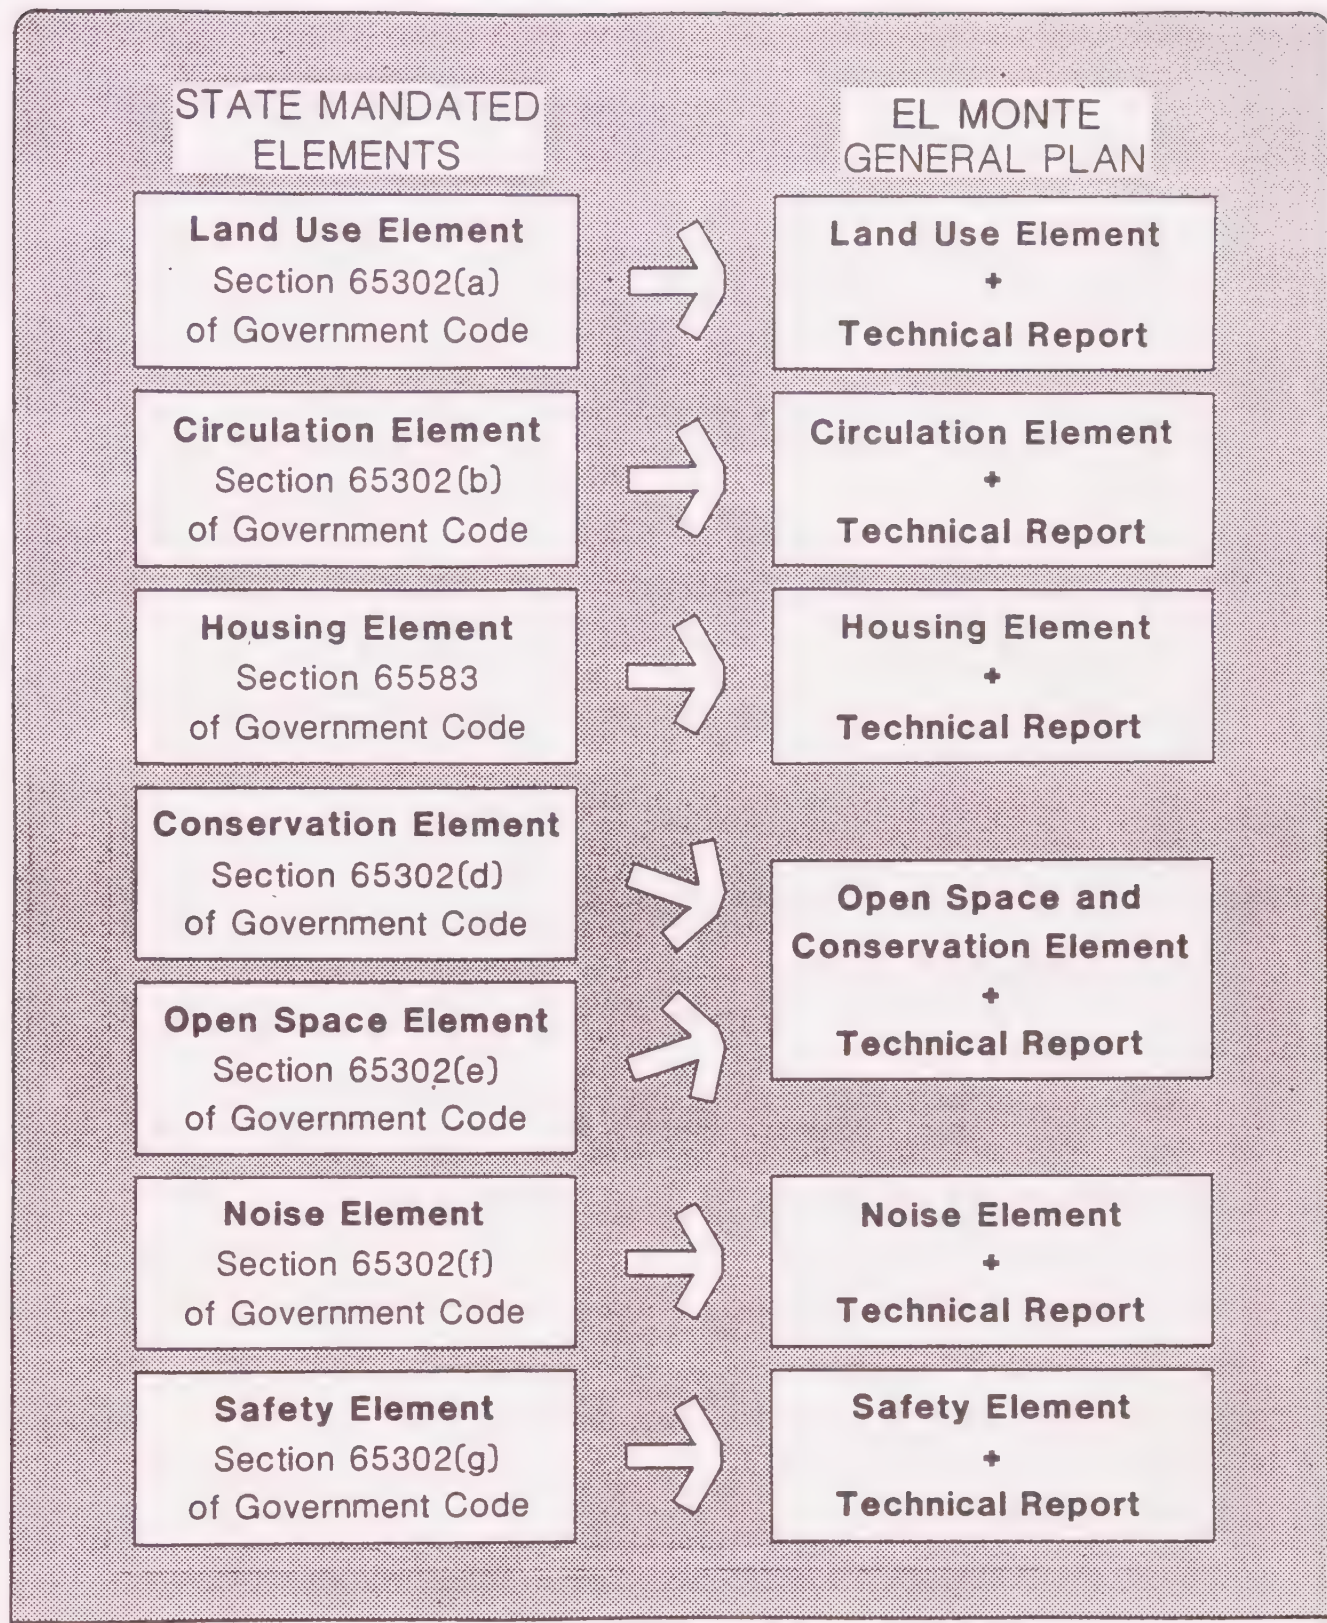 STATE MANDATED
ELEMENTS
EL MONTE
GENERAL PLAN
Land Use Element
Section 65302(a)
of Government Code
Land Use Element
+
Technical Report
Circulation Element
Section 65302(b)
of Government Code
Circulation Element
+
Technical Report
Housing Element
Section 65583
of Government Code
Housing Element
+
Technical Report
Conservation Element
Section 65302(d)
of Government Code
Open Space Element
Section 65302(e)
of Government Code
Open Space and
Conservation Element
+
Technical Report
Noise Element
Section 65302(f)
of Government Code
Noise Element
+
Technical Report
Safety Element
Section 65302(g)
of Government Code
Safety Element
+
Technical Report